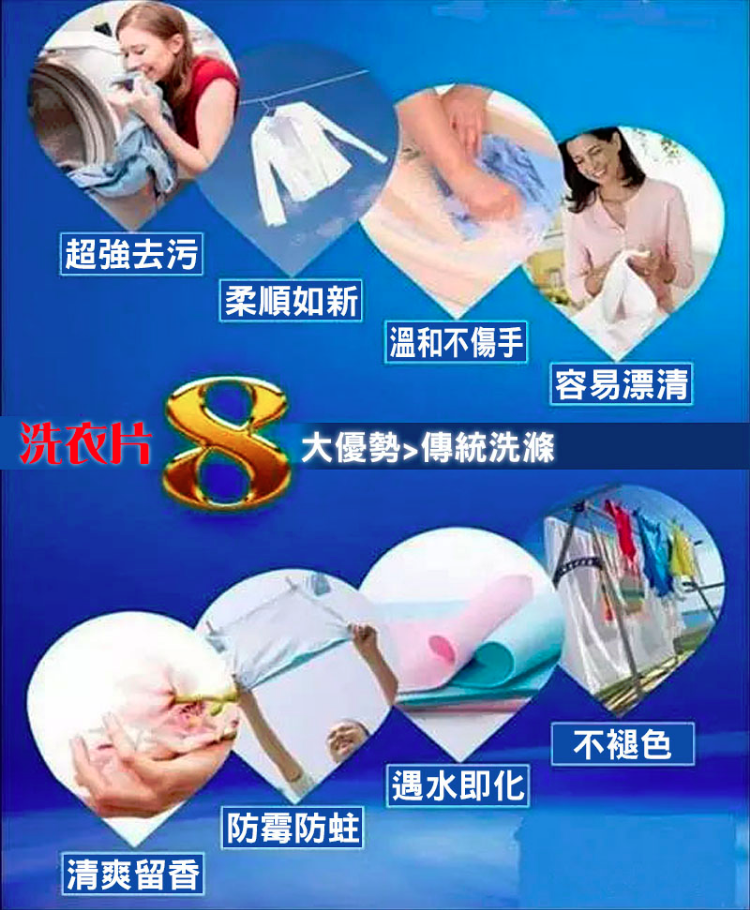 超強去污
柔順如新
溫和不傷手
容易漂清
洗衣片8大優勢>傳統洗滌
不褪色
遇水即化
防霉防蛀
清爽留香